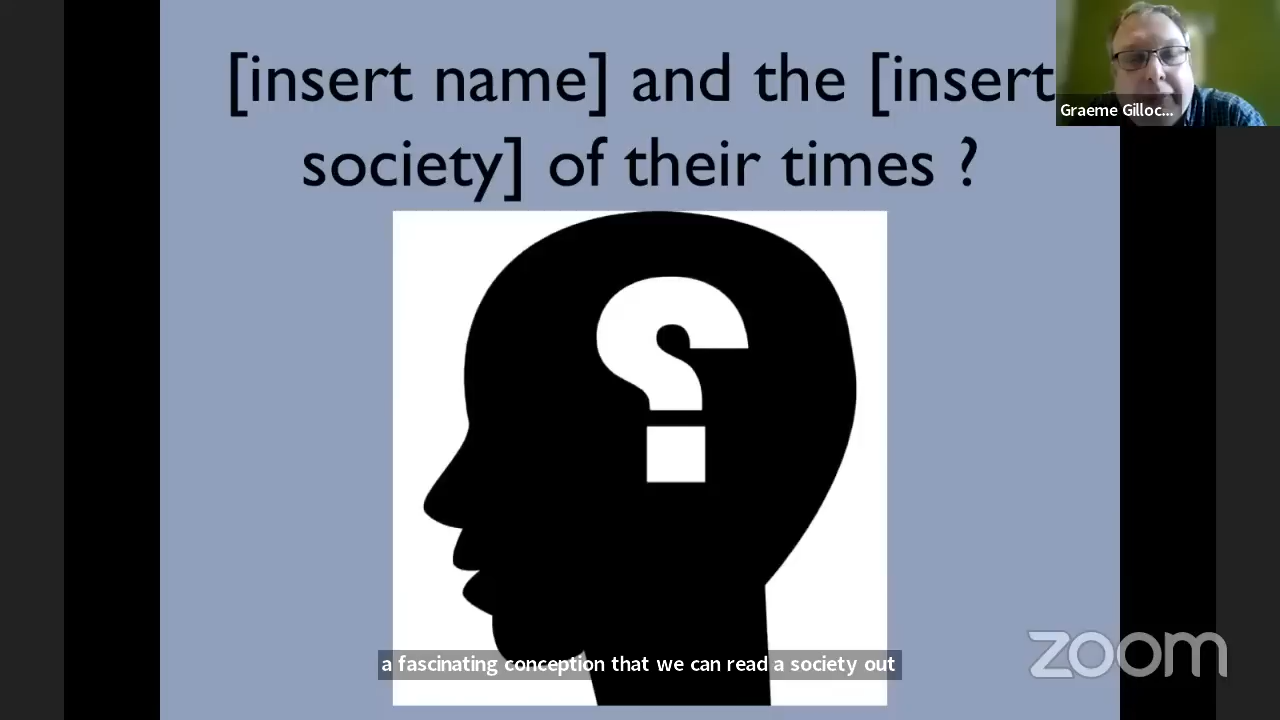 [insert name] and the [insert
society] of their times ?
Graeme Gilloc...
a fascinating conception that we can read a society out
zoom